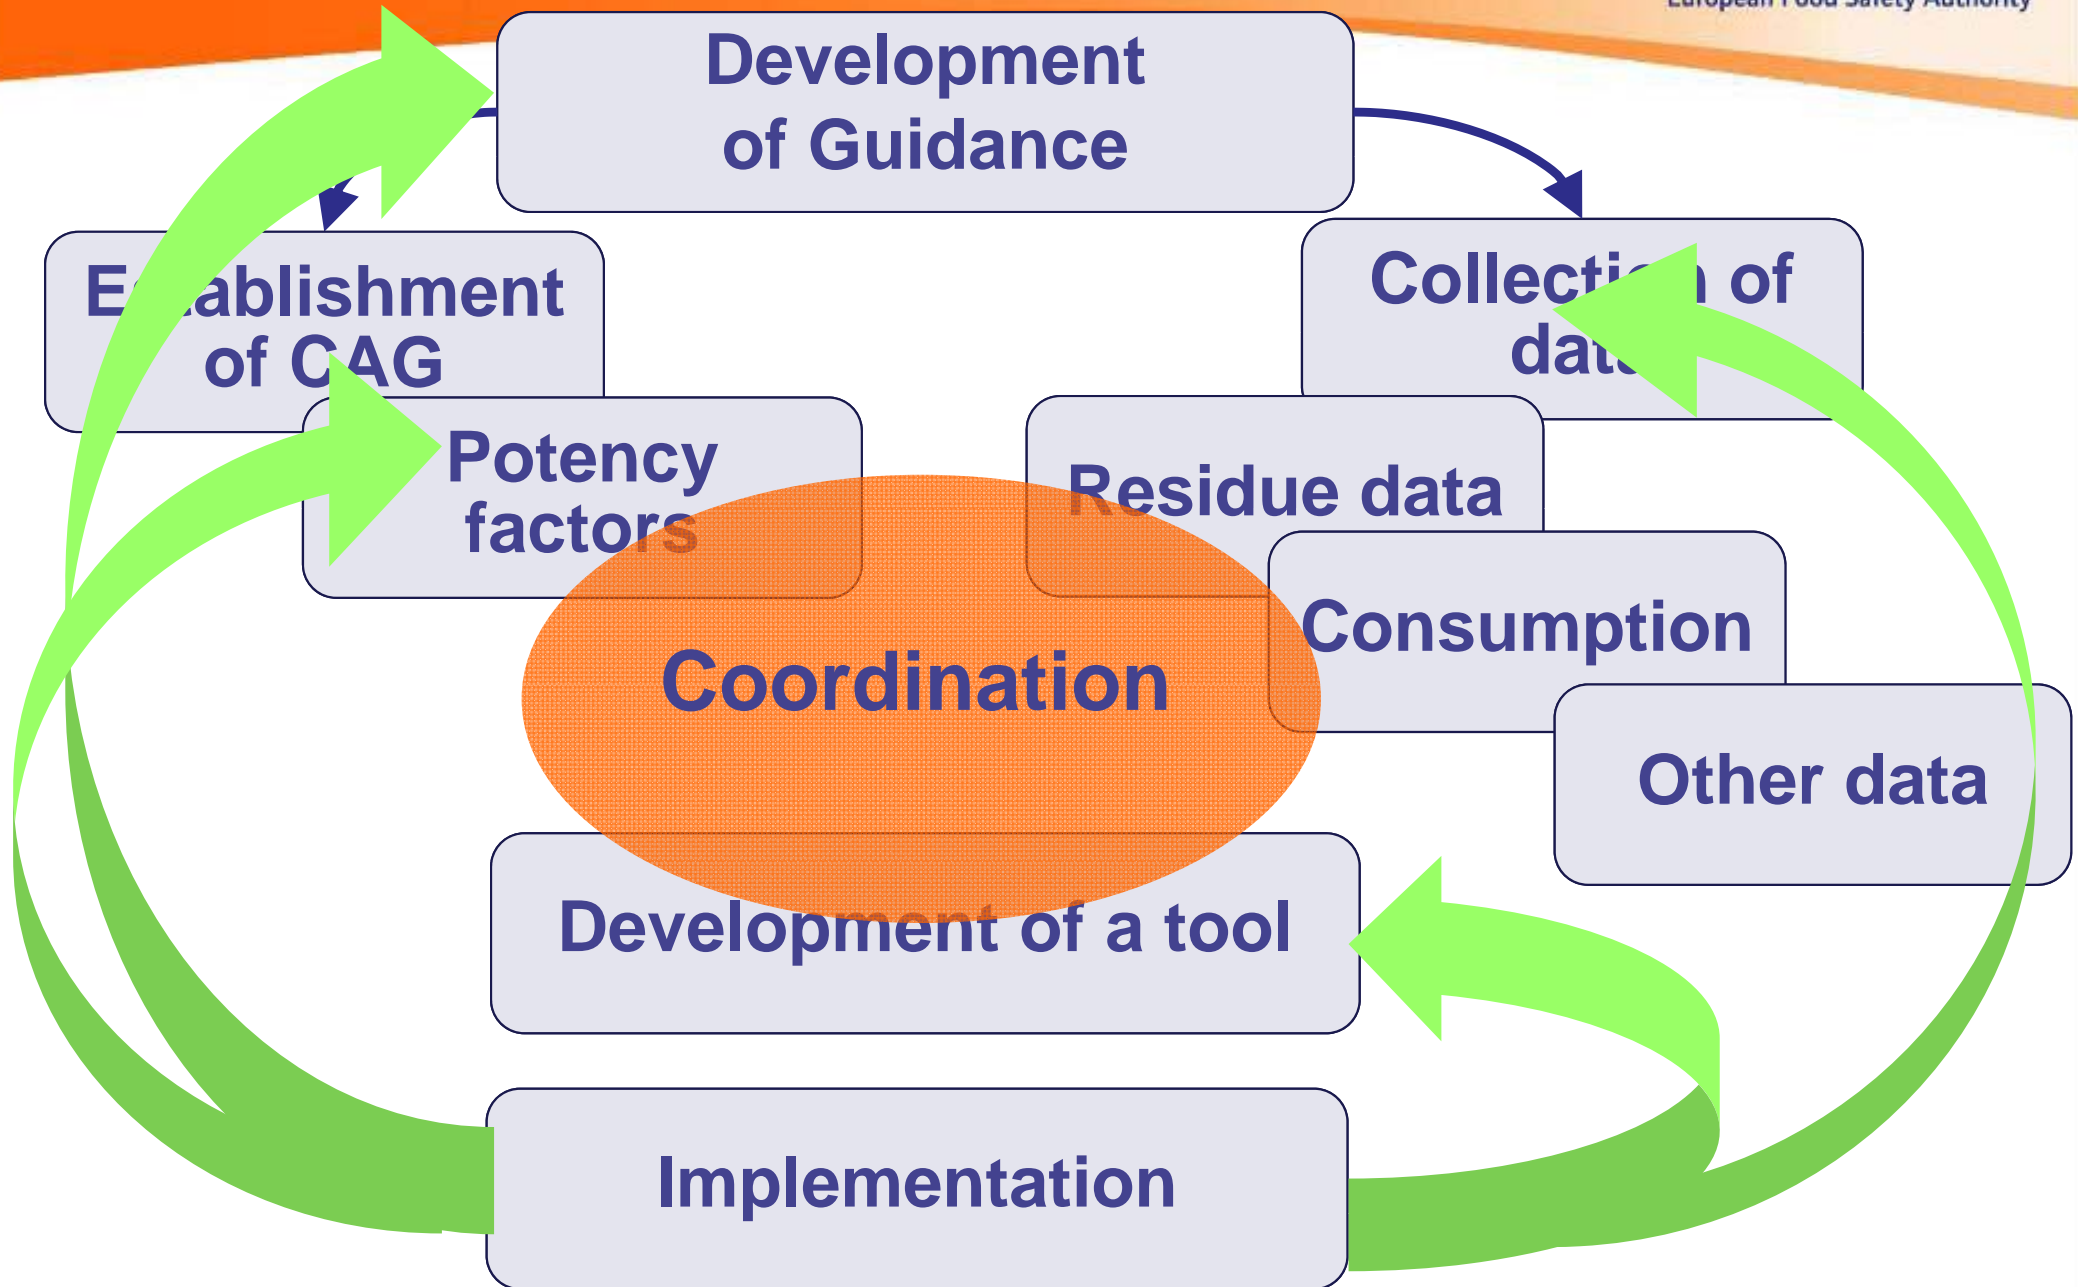 European Food Safety Authority
Development
of Guidance
Establishment
of CAG
Collection of
data
Potency
factors
Residue data
Consumption
Coordination
Other data
Development of a tool
Implementation